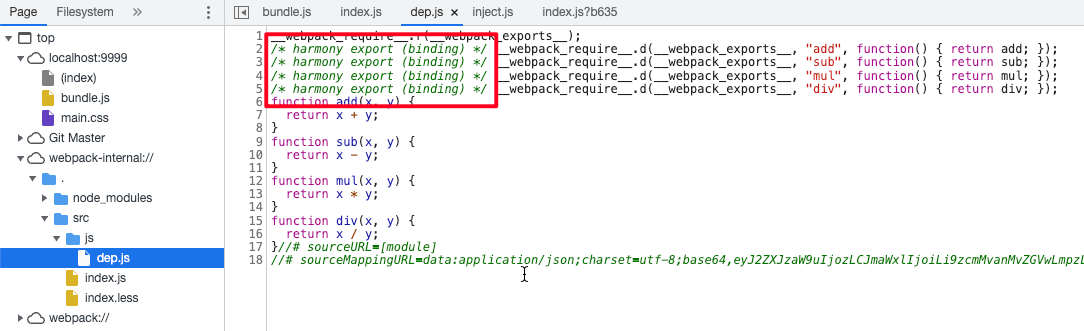 Page Filesystem »
top
localhost:9999
(index)
bundle.js
main.css
Git Master
webpack-internal://
.
node_modules
src
js
dep.js
index.js
index.less
webpack://
bundle.js index.js dep.js × inject.js index.js?b635
1 __webpack_require__.r(__webpack_exports__);
2 /* harmony export (binding) */ __webpack_require__.d(__webpack_exports__, "add", function() { return add; });
3 /* harmony export (binding) */ __webpack_require__.d(__webpack_exports__, "sub", function() { return sub; });
4 /* harmony export (binding) */ __webpack_require__.d(__webpack_exports__, "mul", function() { return mul; });
5 /* harmony export (binding) */ __webpack_require__.d(__webpack_exports__, "div", function() { return div; });
6 function add(x, y) {
7 return x + y;
8 }
9 function sub(x, y) {
10 return x - y;
11 }
12 function mul(x, y) {
13 return x * y;
14 }
15 function div(x, y) {
16 return x / y;
17 }//# sourceURL=[module]
18 //# sourceMappingURL=data:application/json;charset=utf-8;base64,eyJ2ZXJzaW9uIjozLCJmaWxlIjoiLi9zcmMvanMvZGVwLmpz